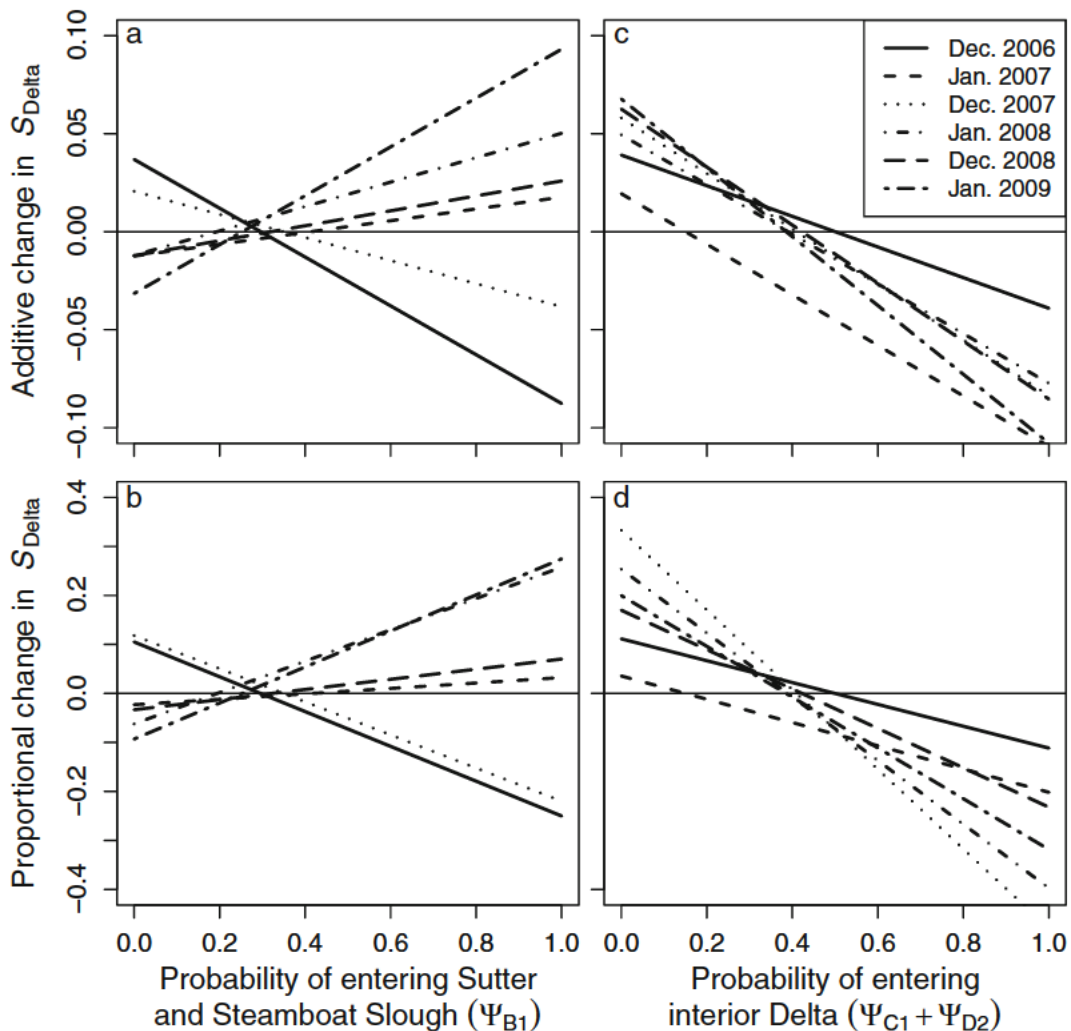 a
c
Dec. 2006
Jan. 2007
Dec. 2007
Jan. 2008
Dec. 2008
Jan. 2009
Additive change in S_Delta
0.10
0.05
0.00
−0.05
−0.10
b
d
Proportional change in S_Delta
0.4
0.2
0.0
−0.2
−0.4
0.0 0.2 0.4 0.6 0.8 1.0
0.0 0.2 0.4 0.6 0.8 1.0
Probability of entering Sutter
and Steamboat Slough (Ψ_B1)
Probability of entering
interior Delta (Ψ_C1 + Ψ_D2)